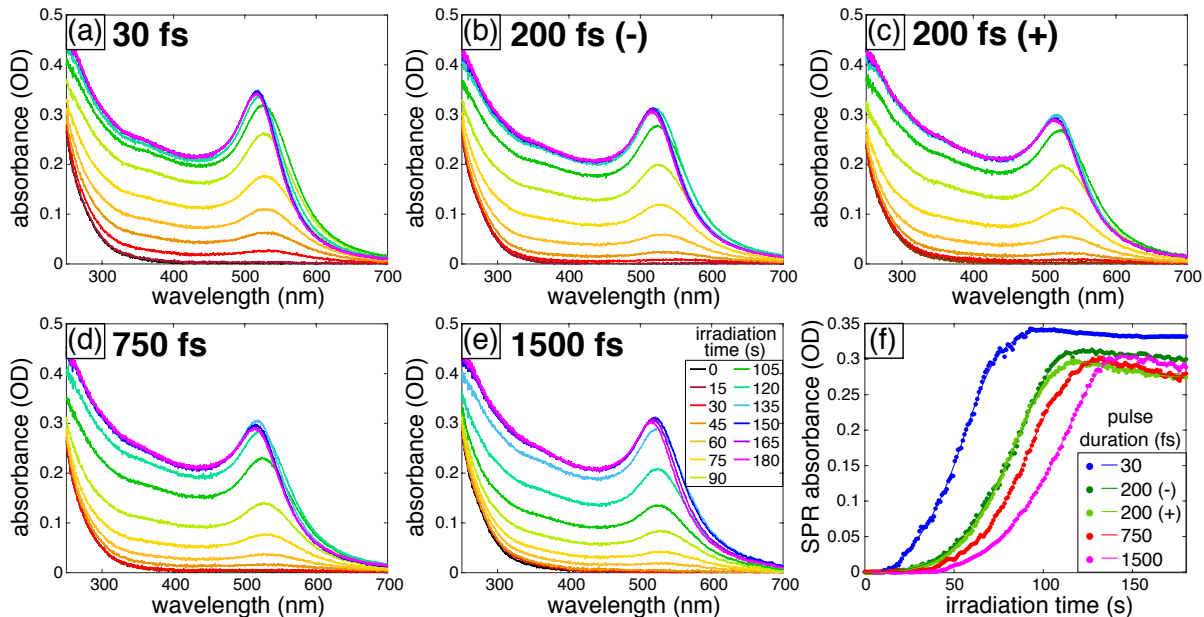 (a) 30 fs
0.5
0.4
0.3
0.2
0.1
0
absorbance (OD)
300 400 500 600 700
wavelength (nm)
(b) 200 fs (-)
0.5
0.4
0.3
0.2
0.1
0
absorbance (OD)
300 400 500 600 700
wavelength (nm)
(c) 200 fs (+)
0.5
0.4
0.3
0.2
0.1
0
absorbance (OD)
300 400 500 600 700
wavelength (nm)
(d) 750 fs
0.5
0.4
0.3
0.2
0.1
0
absorbance (OD)
300 400 500 600 700
wavelength (nm)
(e) 1500 fs
0.5
0.4
0.3
0.2
0.1
0
absorbance (OD)
300 400 500 600 700
wavelength (nm)
irradiation
time (s)
0 105
15 120
30 135
45 150
60 165
75 180
90
(f)
0.35
0.3
0.25
0.2
0.15
0.1
0.05
0
SPR absorbance (OD)
0 50 100 150
irradiation time (s)
pulse
duration (fs)
30
200 (-)
200 (+)
750
1500